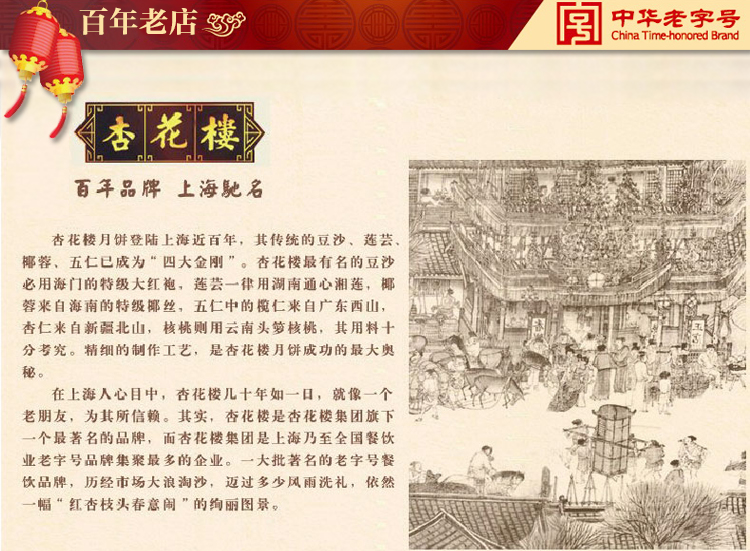 百年老店
中华老字号
China Time-honored Brand
杏花楼
百年品牌 上海馳名
杏花楼月饼登陆上海近百年，其传统的豆沙、莲芸、
椰蓉、五仁已成为“四大金刚”。杏花楼最有名的豆沙
必用海门的特级大红袍，莲芸一律用湖南通心湘莲，椰
蓉来自海南的特级椰丝，五仁中的榄仁来自广东西山，
杏仁来自新疆北山，核桃则用云南头箩核桃，其用料十
分考究。精细的制作工艺，是杏花楼月饼成功的最大奥
秘。
在上海人心目中，杏花楼几十年如一日，就像一个
老朋友，为其所信赖。其实，杏花楼是杏花楼集团旗下
一个最著名的品牌，而杏花楼集团是上海乃至全国餐饮
业老字号品牌集聚最多的企业。一大批著名的老字号餐
饮品牌，历经市场大浪淘沙，迈过多少风雨洗礼，依然
一幅“红杏枝头春意闹”的绚丽图景。